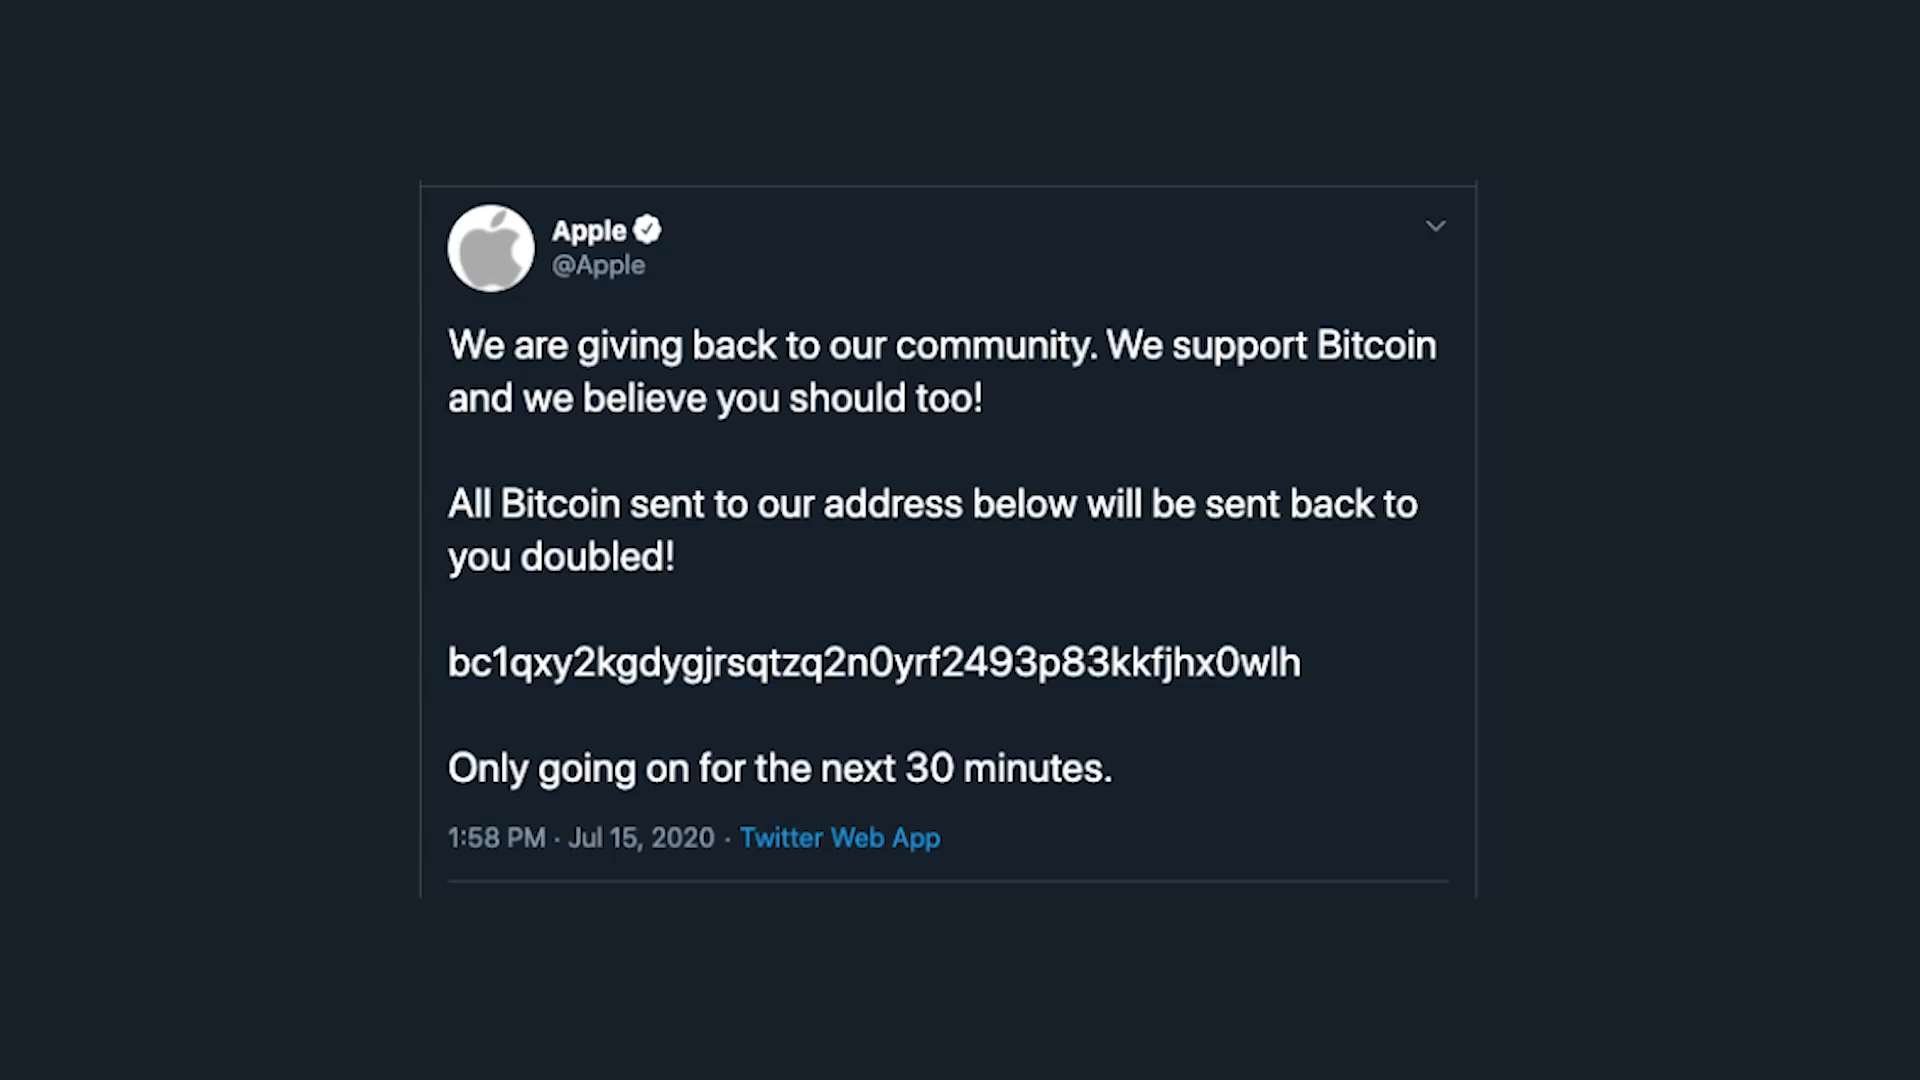 Apple
@Apple
We are giving back to our community. We support Bitcoin
and we believe you should too!
All Bitcoin sent to our address below will be sent back to
you doubled!
bc1qxy2kgdygjrsqtzq2n0yrf2493p83kkfjhx0wlh
Only going on for the next 30 minutes.
1:58 PM · Jul 15, 2020 · Twitter Web App